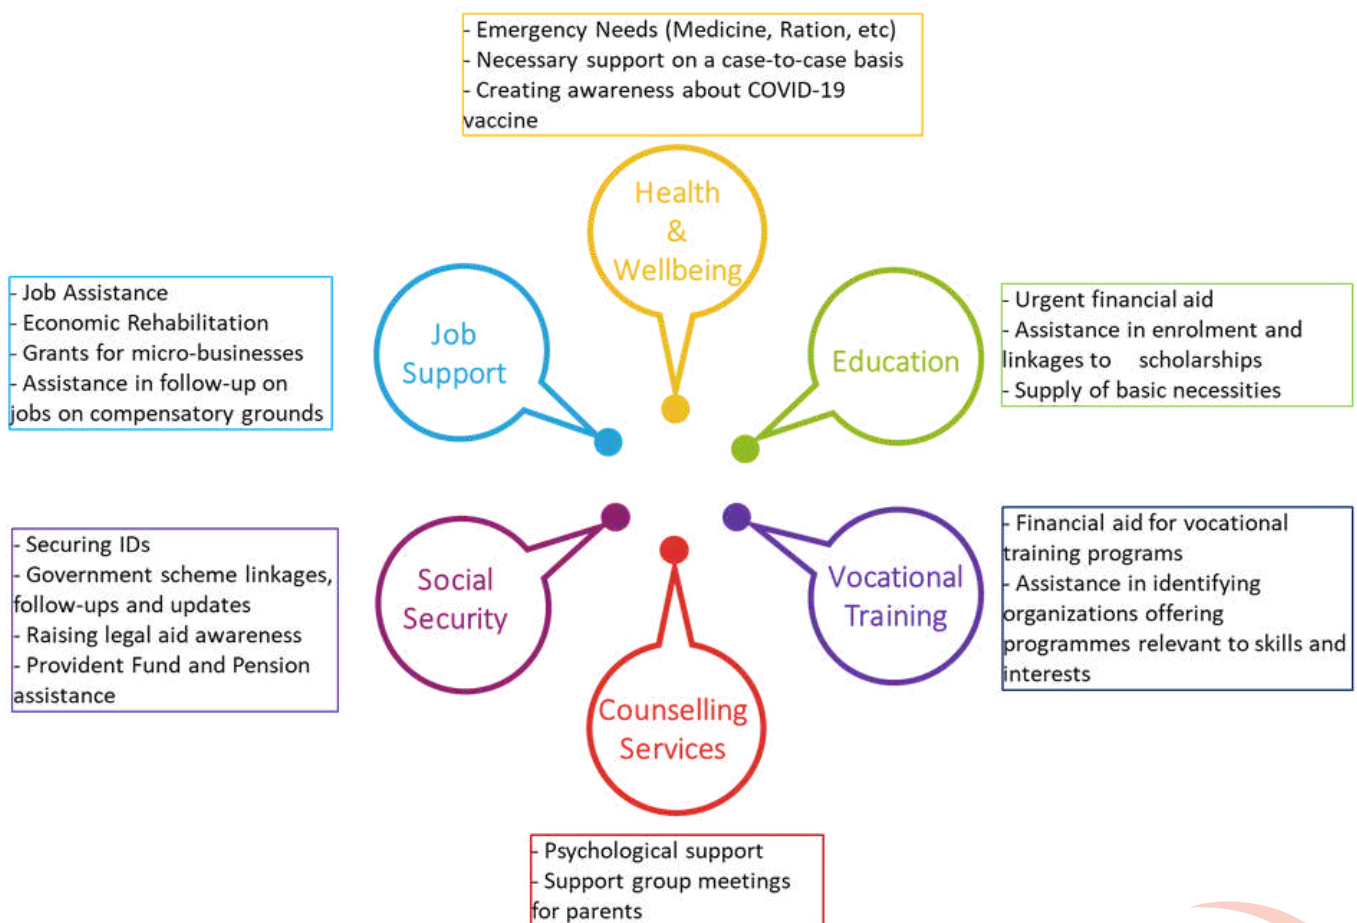 - Emergency Needs (Medicine, Ration, etc)
- Necessary support on a case-to-case basis
- Creating awareness about COVID-19
vaccine
Health
&
Wellbeing
- Job Assistance
- Economic Rehabilitation
- Grants for micro-businesses
- Assistance in follow-up on
jobs on compensatory grounds
Job
Support
Education
- Urgent financial aid
- Assistance in enrolment and
linkages to scholarships
- Supply of basic necessities
- Securing IDs
- Government scheme linkages,
follow-ups and updates
- Raising legal aid awareness
- Provident Fund and Pension
assistance
Social
Security
Vocational
Training
- Financial aid for vocational
training programs
- Assistance in identifying
organizations offering
programmes relevant to skills and
interests
Counselling
Services
- Psychological support
- Support group meetings
for parents